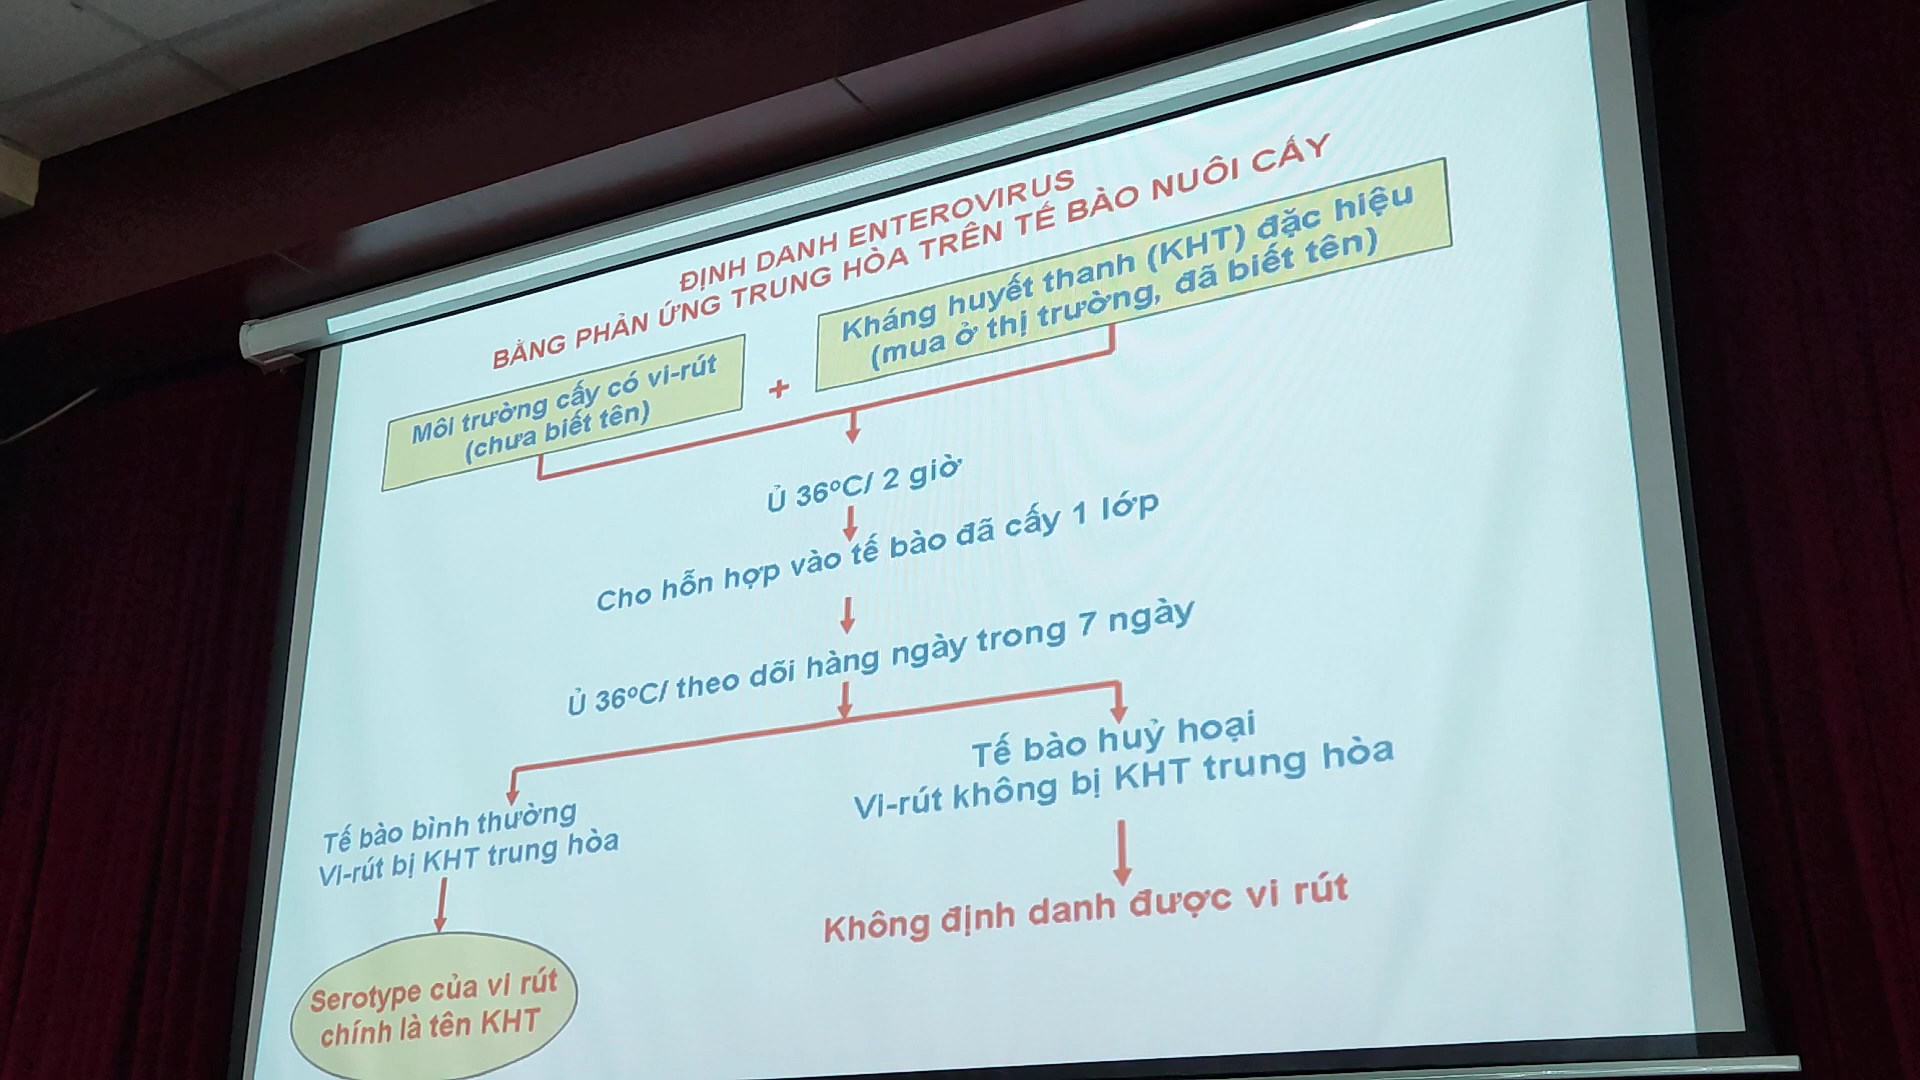 ĐỊNH DANH ENTEROVIRUS
BẰNG PHẢN ỨNG TRUNG HÒA TRÊN TẾ BÀO NUÔI CẤY
Môi trường cấy có vi-rút
(chưa biết tên)
+
Kháng huyết thanh (KHT) đặc hiệu
(mua ở thị trường, đã biết tên)
Ủ 36ºC/ 2 giờ
Cho hỗn hợp vào tế bào đã cấy 1 lớp
Ủ 36ºC/ theo dõi hàng ngày trong 7 ngày
Tế bào bình thường
Vi-rút bị KHT trung hòa
Tế bào huỷ hoại
Vi-rút không bị KHT trung hòa
Serotype của vi rút
chính là tên KHT
Không định danh được vi rút